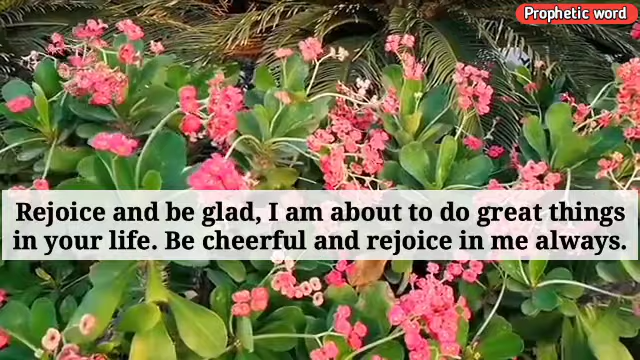 Prophetic word
Rejoice and be glad, I am about to do great things
in your life. Be cheerful and rejoice in me always.